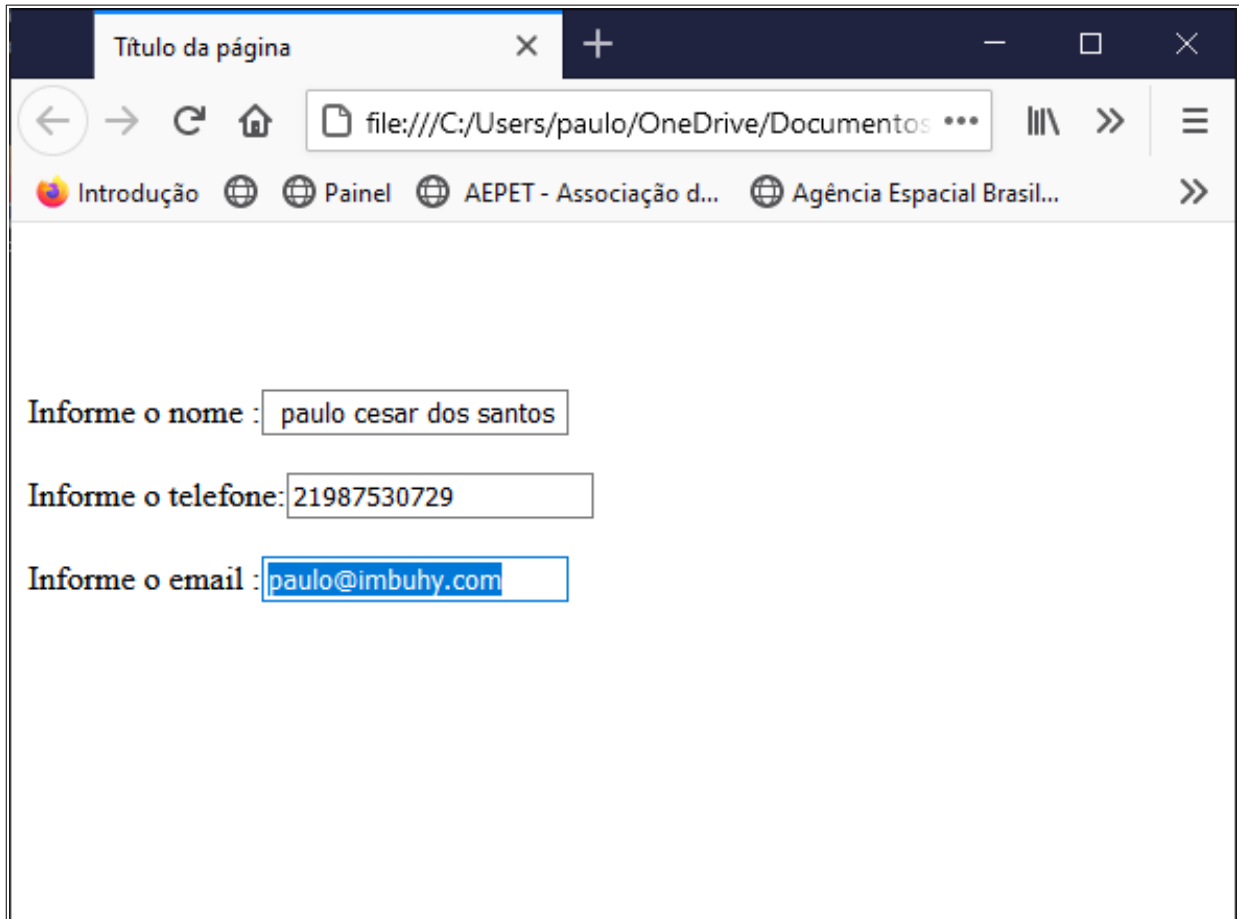 Título da página
file:///C:/Users/paulo/OneDrive/Documentos
Introdução Painel AEPET - Associação d... Agência Espacial Brasil...
Informe o nome : paulo cesar dos santos
Informe o telefone: 21987530729
Informe o email : paulo@imbuhy.com